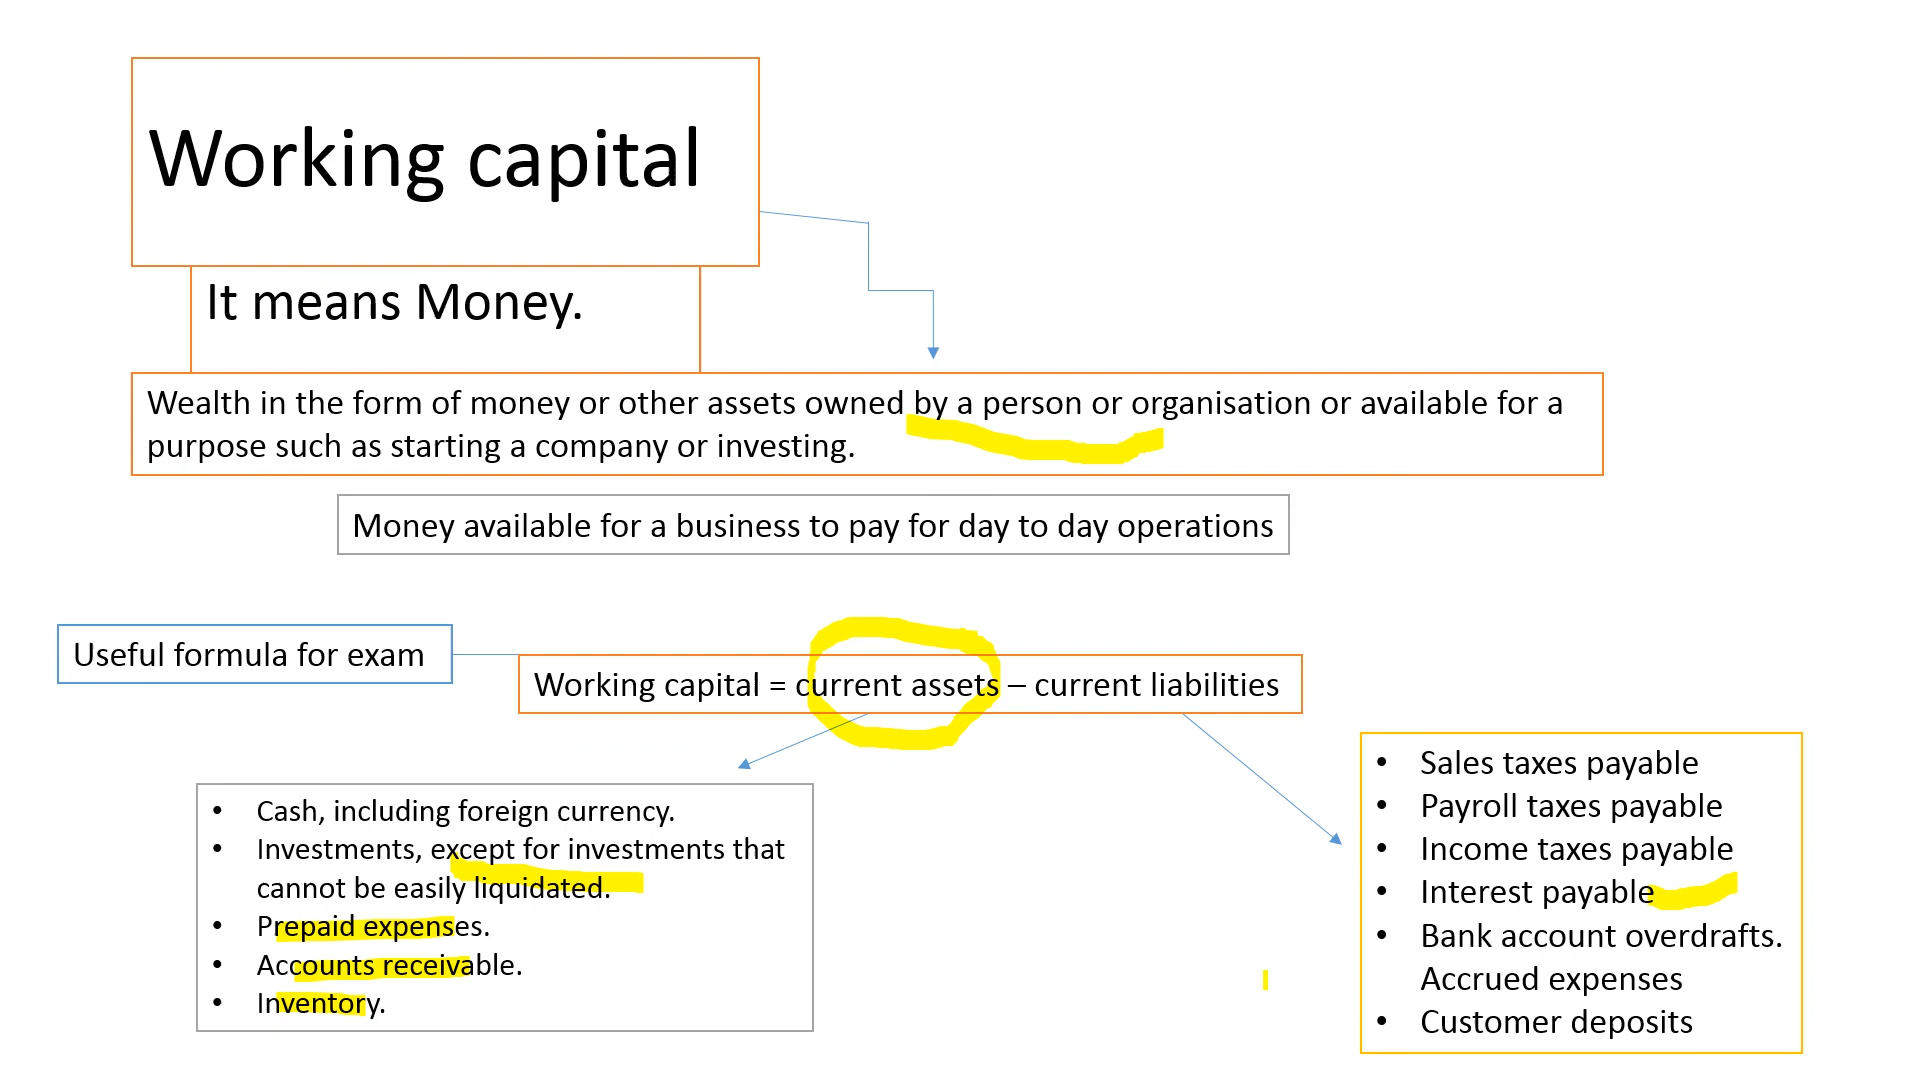 Working capital
It means Money.
Wealth in the form of money or other assets owned by a person or organisation or available for a
purpose such as starting a company or investing.
Money available for a business to pay for day to day operations
Useful formula for exam
Working capital = current assets – current liabilities
• Cash, including foreign currency.
• Investments, except for investments that
cannot be easily liquidated.
• Prepaid expenses.
• Accounts receivable.
• Inventory.
• Sales taxes payable
• Payroll taxes payable
• Income taxes payable
• Interest payable
• Bank account overdrafts.
Accrued expenses
• Customer deposits